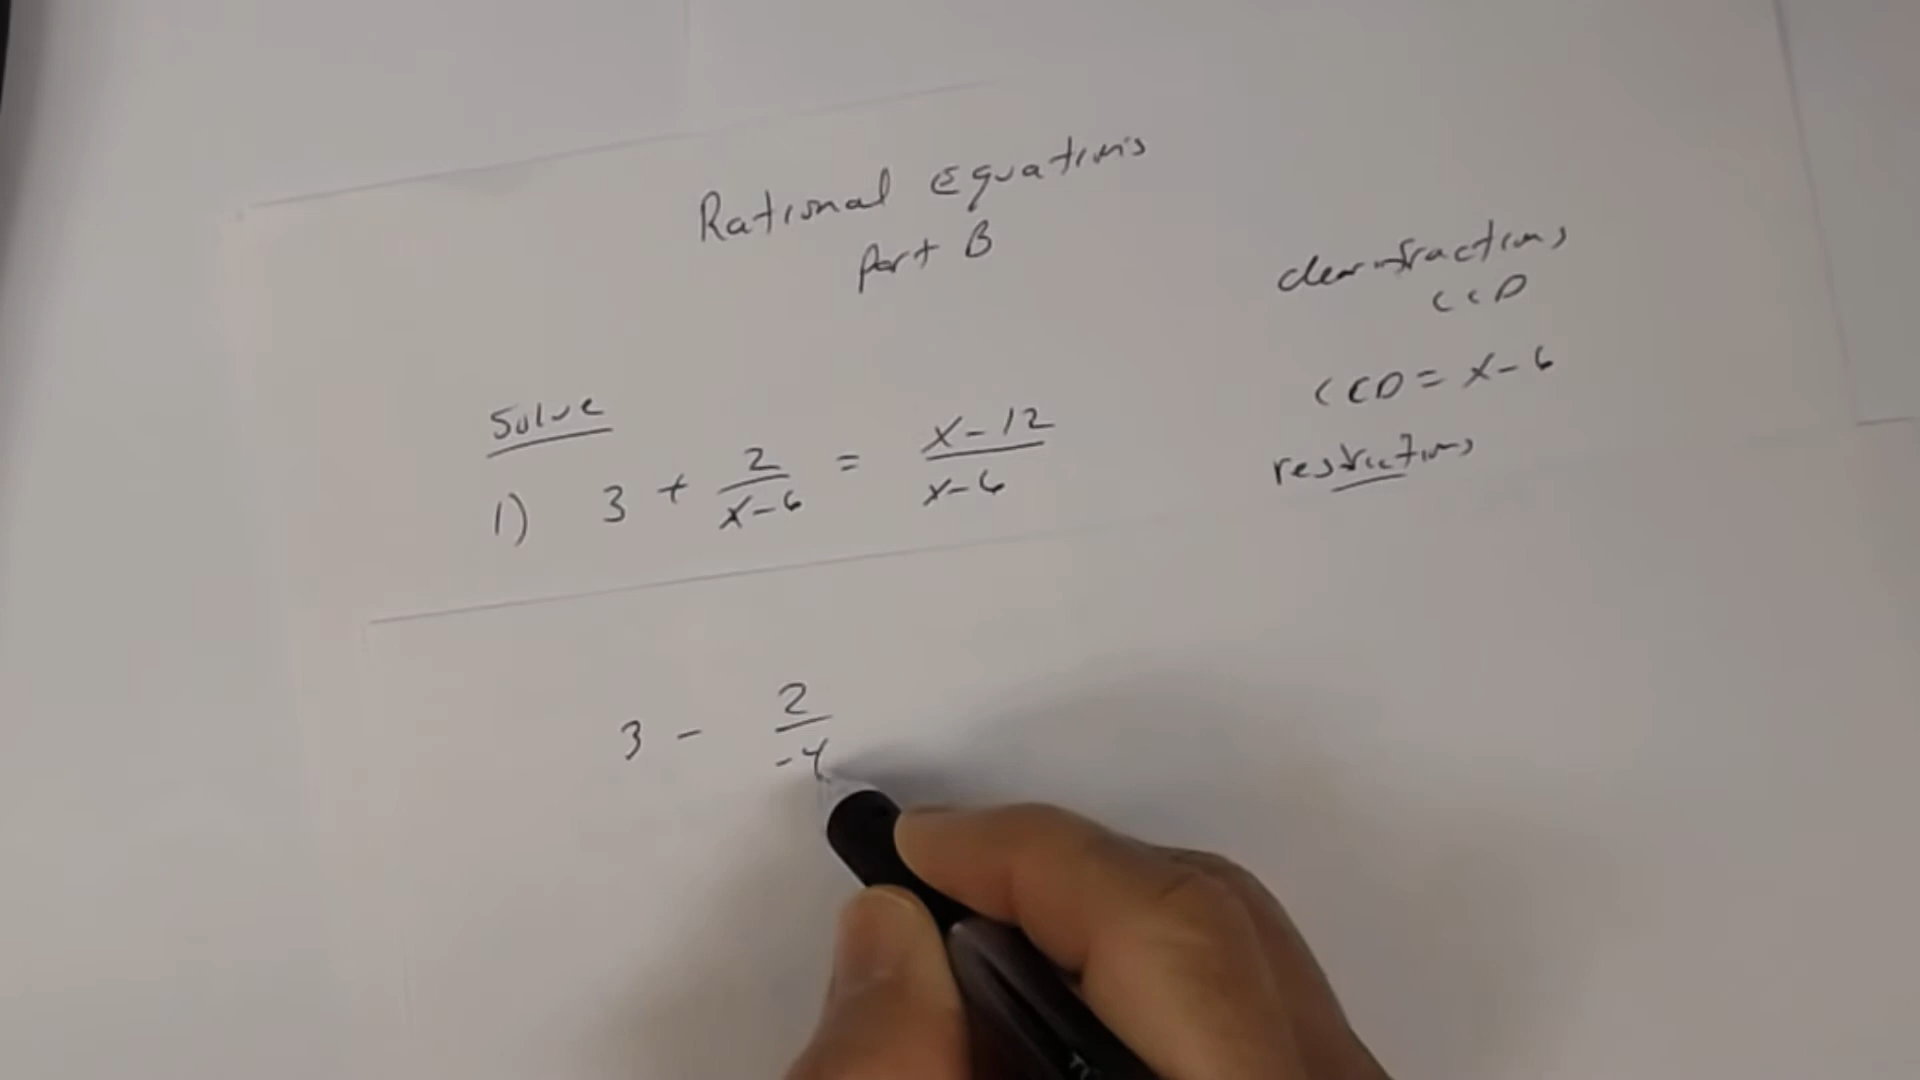 Rational Equations
Part B
clear fractions
LCD
LCD = x-6
restrictions
Solve
1) 3 + 2/(x-6) = (x-12)/(x-6)
3 - 2/-4